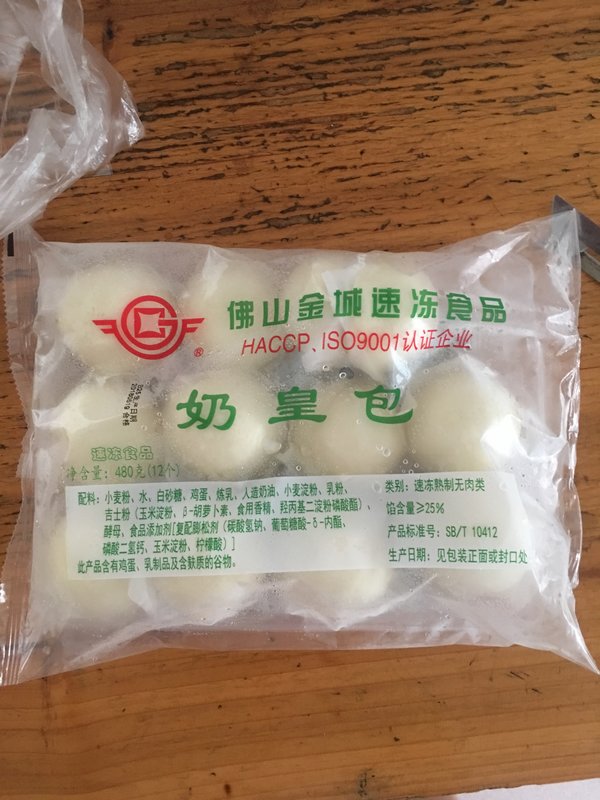 佛山金城速冻食品
®
HACCP、ISO9001认证企业
奶皇包
速冻食品
净含量：480克(12个)
配料：小麦粉、水、白砂糖、鸡蛋、炼乳、人造奶油、小麦淀粉、乳粉、
吉士粉（玉米淀粉、β-胡萝卜素、食用香精、羟丙基二淀粉磷酸酯）、
酵母、食品添加剂[复配膨松剂（碳酸氢钠、葡萄糖酸-δ-内酯、
磷酸二氢钙、玉米淀粉、柠檬酸）]
此产品含有鸡蛋、乳制品及含麸质的谷物。
类别：速冻熟制无肉类
馅含量≥25%
产品标准号：SB/T 10412
生产日期：见包装正面或封口处